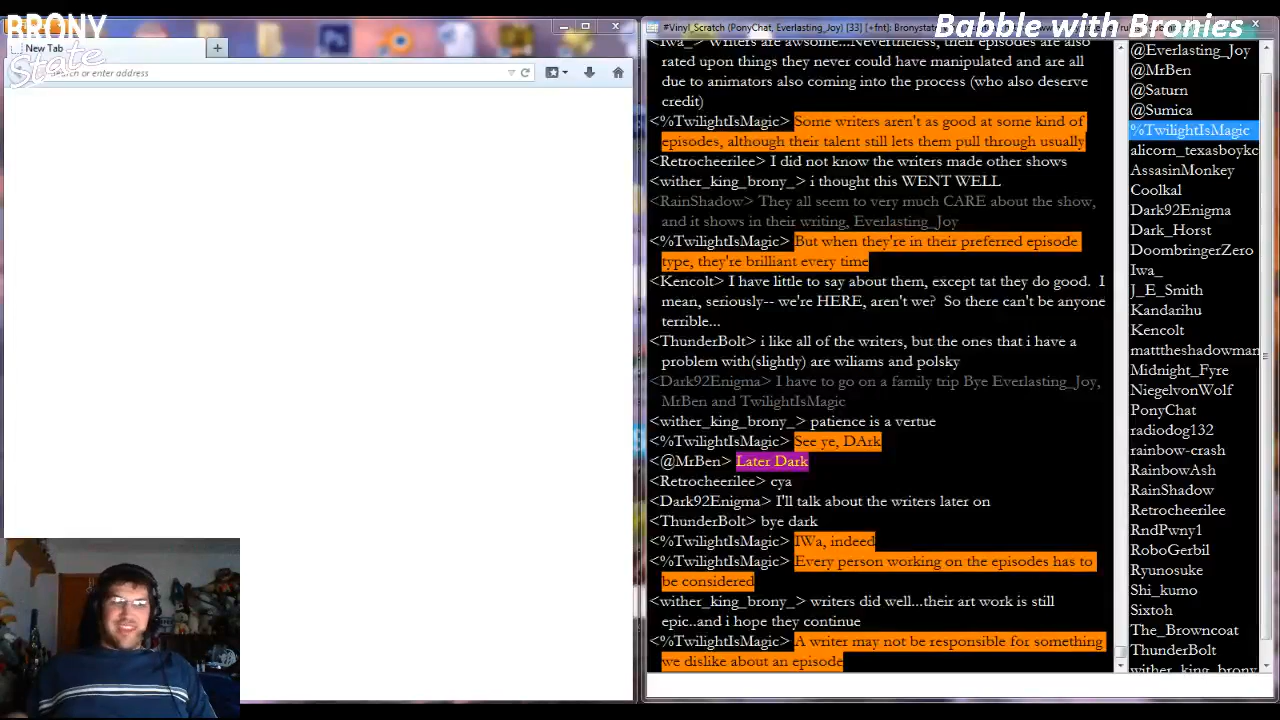 BRONY
State
New Tab
Search or enter address
#Vinyl_Scratch (PonyChat, Everlasting_Joy) [33] [+fnt]: Bronystate
Babble with Bronies
Iwa_> Writers are awsome...Nevertheless, their episodes are also
rated upon things they never could have manipulated and are all
due to animators also coming into the process (who also deserve
credit)
<%TwilightIsMagic> Some writers aren't as good at some kind of
episodes, although their talent still lets them pull through usually
<Retrocheerilee> I did not know the writers made other shows
<wither_king_brony_> i thought this WENT WELL
<RainShadow> They all seem to very much CARE about the show,
and it shows in their writing, Everlasting_Joy
<%TwilightIsMagic> But when they're in their preferred episode
type, they're brilliant every time
<Kencolt> I have little to say about them, except tat they do good.  I
mean, seriously-- we're HERE, aren't we?  So there can't be anyone
terrible...
<ThunderBolt> i like all of the writers, but the ones that i have a
problem with(slightly) are wiliams and polsky
<Dark92Enigma> I have to go on a family trip Bye Everlasting_Joy,
MrBen and TwilightIsMagic
<wither_king_brony_> patience is a vertue
<%TwilightIsMagic> See ye, DArk
<@MrBen> Later Dark
<Retrocheerilee> cya
<Dark92Enigma> I'll talk about the writers later on
<ThunderBolt> bye dark
<%TwilightIsMagic> IWa, indeed
<%TwilightIsMagic> Every person working on the episodes has to
be considered
<wither_king_brony_> writers did well...their art work is still
epic..and i hope they continue
<%TwilightIsMagic> A writer may not be responsible for something
we dislike about an episode
@Everlasting_Joy
@MrBen
@Saturn
@Sumica
%TwilightIsMagic
alicorn_texasboykc
AssasinMonkey
Coolkal
Dark92Enigma
Dark_Horst
DoombringerZero
Iwa_
J_E_Smith
Kandarihu
Kencolt
matttheshadowman
Midnight_Fyre
NiegelvonWolf
PonyChat
radiodog132
rainbow-crash
RainbowAsh
RainShadow
Retrocheerilee
RndPwny1
RoboGerbil
Ryunosuke
Shi_kumo
Sixtoh
The_Browncoat
ThunderBolt
wither_king_brony